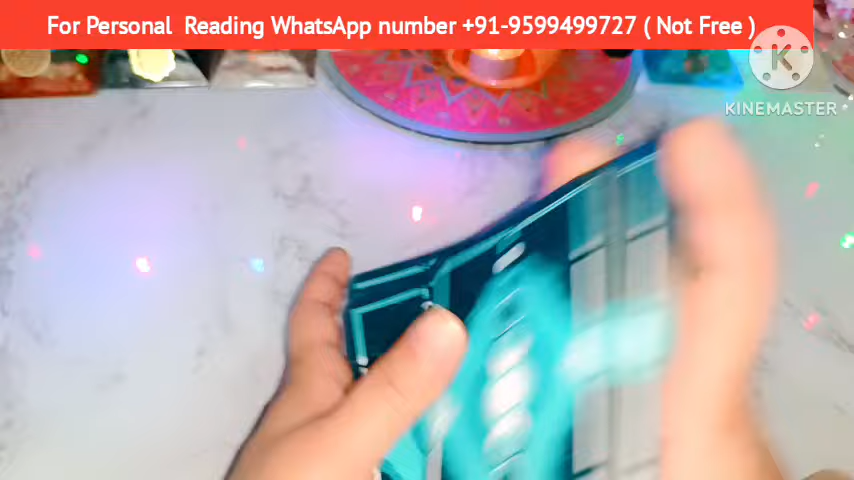 For Personal Reading WhatsApp number +91-9599499727 ( Not Free )
K
KINEMASTER